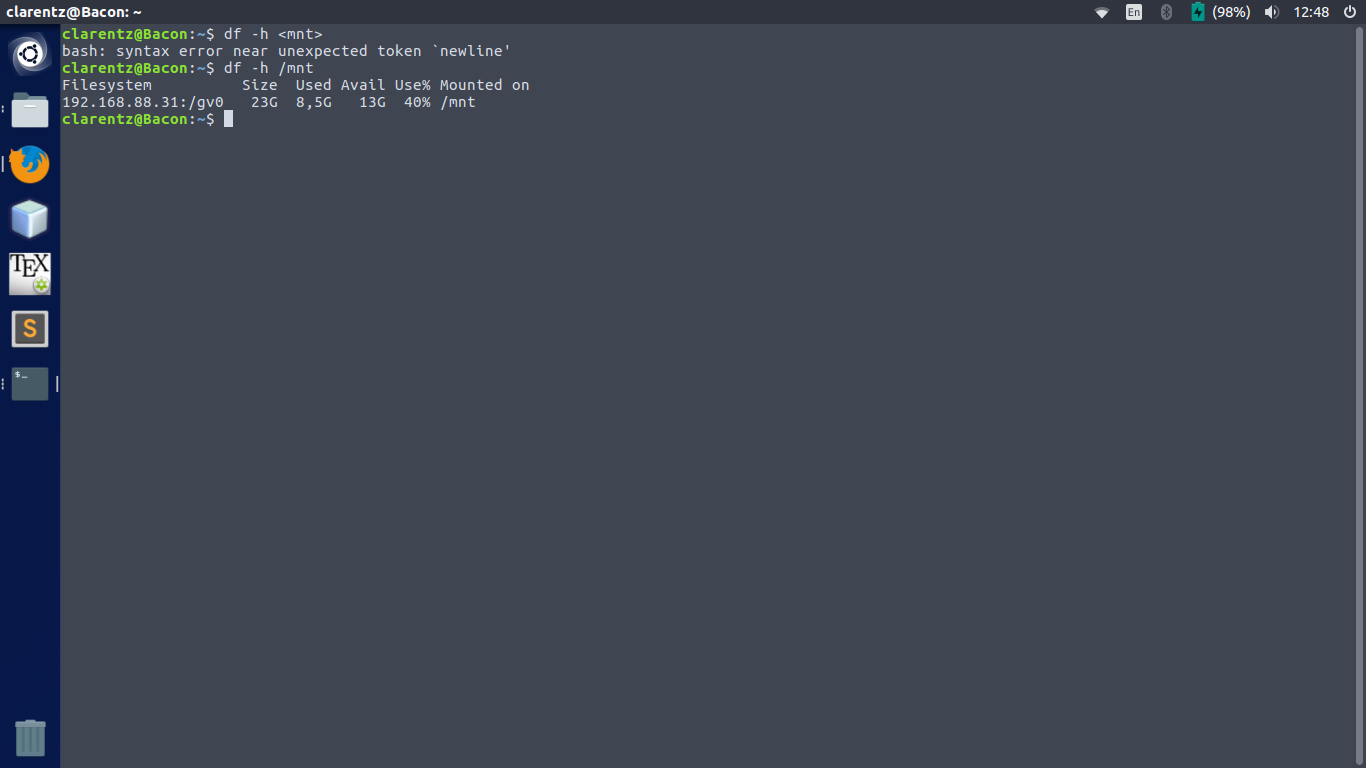 clarentz@Bacon: ~
En
(98%)
12:48
clarentz@Bacon:~$ df -h <mnt>
bash: syntax error near unexpected token `newline'
clarentz@Bacon:~$ df -h /mnt
Filesystem          Size  Used Avail Use% Mounted on
192.168.88.31:/gv0   23G  8,5G   13G  40% /mnt
clarentz@Bacon:~$
TEX
S
$_